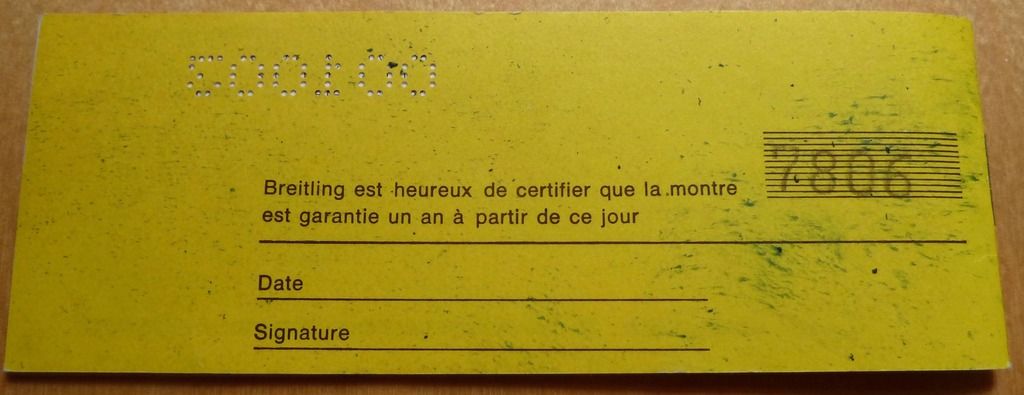 7806
Breitling est heureux de certifier que la montre
est garantie un an à partir de ce jour
Date
Signature